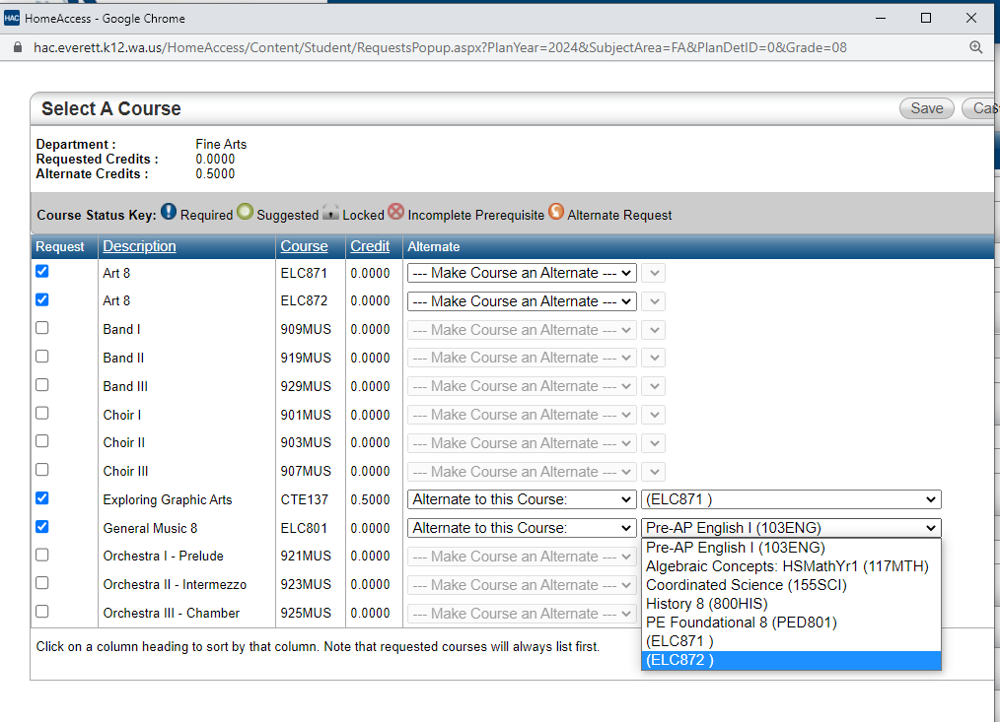 HAC HomeAccess - Google Chrome
hac.everett.k12.wa.us/HomeAccess/Content/Student/RequestsPopup.aspx?PlanYear=2024&SubjectArea=FA&PlanDetID=0&Grade=08
Select A Course Save
Department : Fine Arts
Requested Credits : 0.0000
Alternate Credits : 0.5000
Course Status Key: Required Suggested Locked Incomplete Prerequisite Alternate Request
Request Description Course Credit Alternate
Art 8 ELC871 0.0000 --- Make Course an Alternate ---
Art 8 ELC872 0.0000 --- Make Course an Alternate ---
Band I 909MUS 0.0000 --- Make Course an Alternate ---
Band II 919MUS 0.0000 --- Make Course an Alternate ---
Band III 929MUS 0.0000 --- Make Course an Alternate ---
Choir I 901MUS 0.0000 --- Make Course an Alternate ---
Choir II 903MUS 0.0000 --- Make Course an Alternate ---
Choir III 907MUS 0.0000 --- Make Course an Alternate ---
Exploring Graphic Arts CTE137 0.5000 Alternate to this Course: (ELC871 )
General Music 8 ELC801 0.0000 Alternate to this Course: Pre-AP English I (103ENG)
Pre-AP English I (103ENG)
Orchestra I - Prelude 921MUS 0.0000 --- Make Course an Alternate --- Algebraic Concepts: HSMathYr1 (117MTH)
Orchestra II - Intermezzo 923MUS 0.0000 --- Make Course an Alternate --- Coordinated Science (155SCI)
History 8 (800HIS)
Orchestra III - Chamber 925MUS 0.0000 --- Make Course an Alternate --- PE Foundational 8 (PED801)
Click on a column heading to sort by that column. Note that requested courses will always list first. (ELC871 )
(ELC872 )